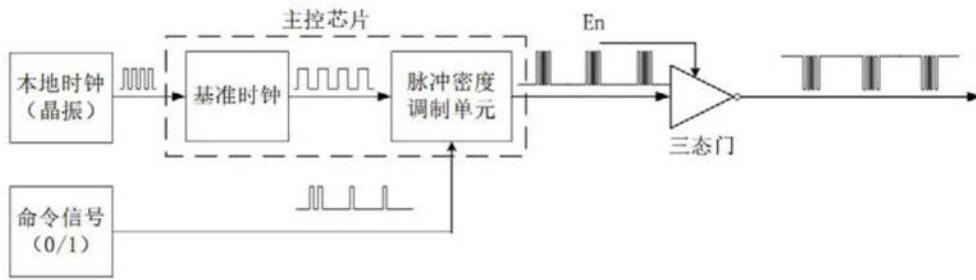 主控芯片
En
本地时钟
（晶振）
基准时钟
脉冲密度
调制单元
三态门
命令信号
（0/1）